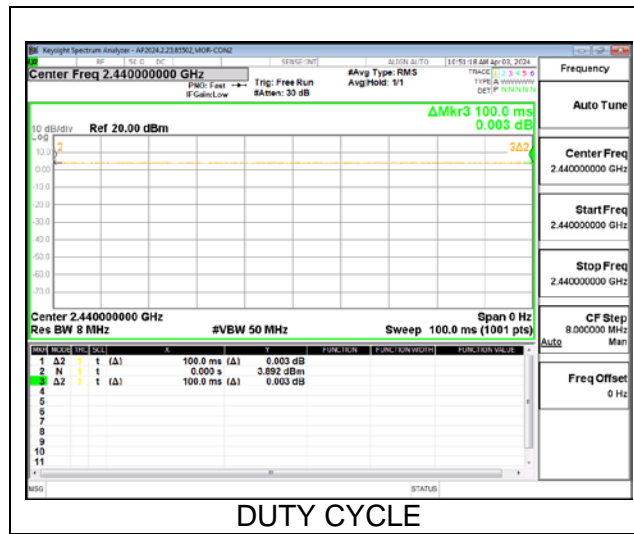 Keysight Spectrum Analyzer - AP2024.2.23.85502,MOR-CON2
RF 50 Ω DC SENSE:INT ALIGN AUTO 10:51:18 AM Apr 03, 2024
Center Freq 2.440000000 GHz
PNO: Fast
IFGain:Low
Trig: Free Run
#Atten: 30 dB
#Avg Type: RMS
Avg|Hold: 1/1
TRACE 1 2 3 4 5 6
TYPE A WWWWW
DET P NNNNN
Frequency
Auto Tune
Center Freq
2.440000000 GHz
Start Freq
2.440000000 GHz
Stop Freq
2.440000000 GHz
CF Step
8.000000 MHz
Auto Man
Freq Offset
0 Hz
ΔMkr3 100.0 ms
0.003 dB
10 dB/div Ref 20.00 dBm
Log
10.0
0.00
-10.0
-20.0
-30.0
-40.0
-50.0
-60.0
-70.0
2
3Δ2
Center 2.440000000 GHz Span 0 Hz
Res BW 8 MHz #VBW 50 MHz Sweep 100.0 ms (1001 pts)
MKR MODE TRC SCL X Y FUNCTION FUNCTION WIDTH FUNCTION VALUE
1 Δ2 1 t (Δ) 100.0 ms (Δ) 0.003 dB
2 N 1 t 0.000 s 3.892 dBm
3 Δ2 1 t (Δ) 100.0 ms (Δ) 0.003 dB
4
5
6
7
8
9
10
11
MSG STATUS
DUTY CYCLE